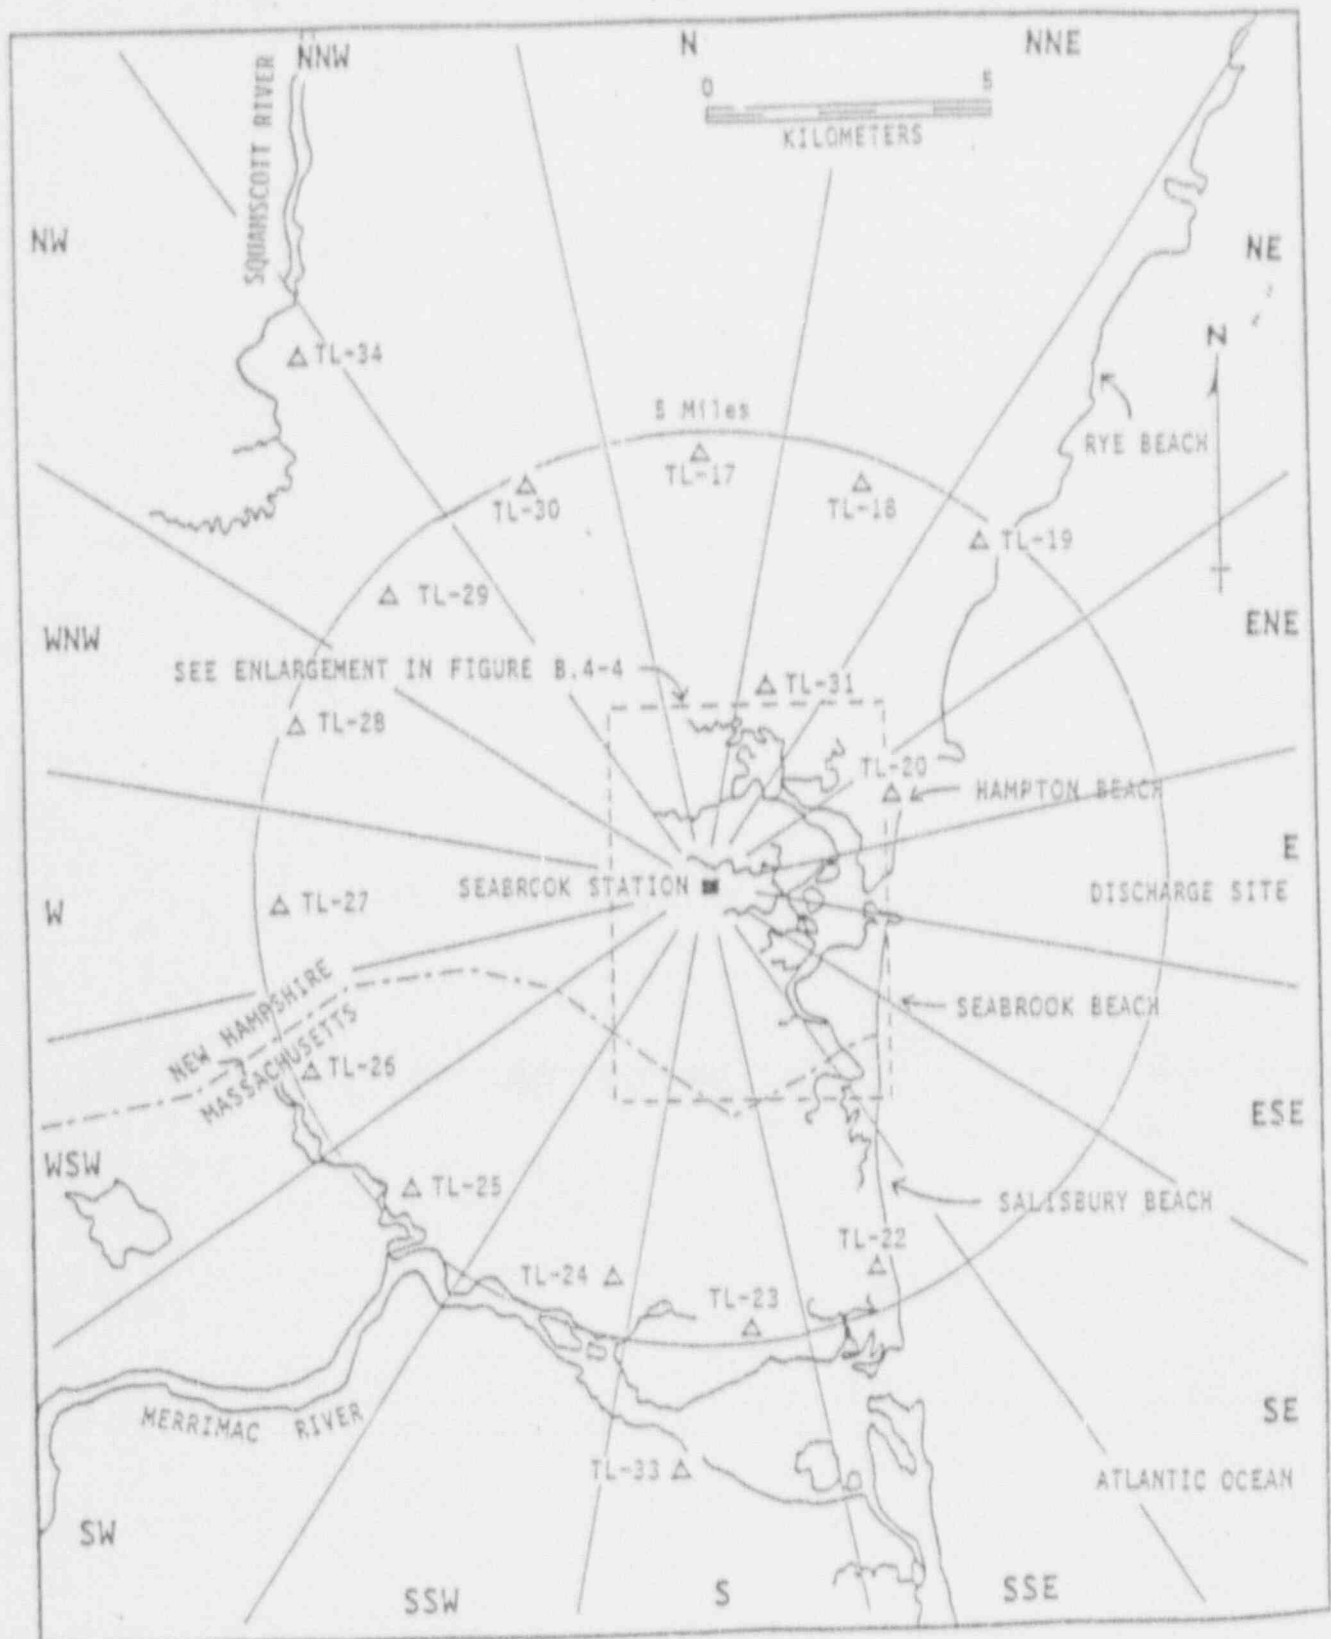 NNW
N
NNE
SQUAMSCOTT RIVER
0
5
KILOMETERS
NW
NE
N
TL-34
5 Miles
RYE BEACH
TL-17
TL-30
TL-18
TL-19
TL-29
WNW
ENE
SEE ENLARGEMENT IN FIGURE B.4-4
TL-31
TL-28
TL-20
HAMPTON BEACH
E
SEABROOK STATION
DISCHARGE SITE
TL-27
W
SEABROOK BEACH
NEW HAMPSHIRE
MASSACHUSETTS
TL-26
ESE
WSW
TL-25
SALISBURY BEACH
TL-22
TL-24
TL-23
SE
MERRIMAC RIVER
TL-33
ATLANTIC OCEAN
SW
SSW
S
SSE